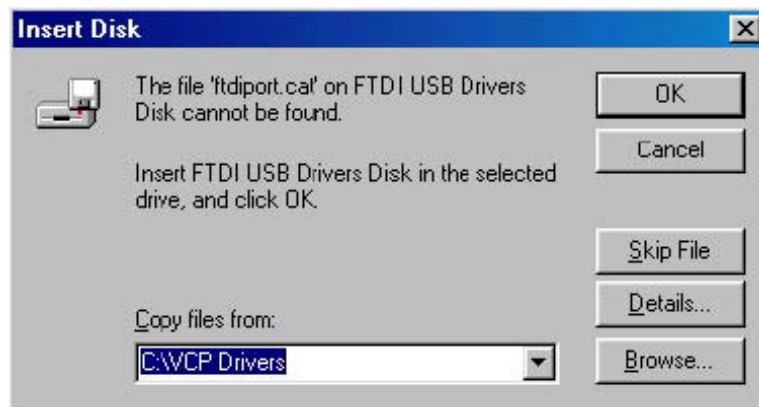 Insert Disk
The file 'ftdiport.cat' on FTDI USB Drivers
Disk cannot be found.
Insert FTDI USB Drivers Disk in the selected
drive, and click OK.
Copy files from:
C:\VCP Drivers
OK
Cancel
Skip File
Details...
Browse...